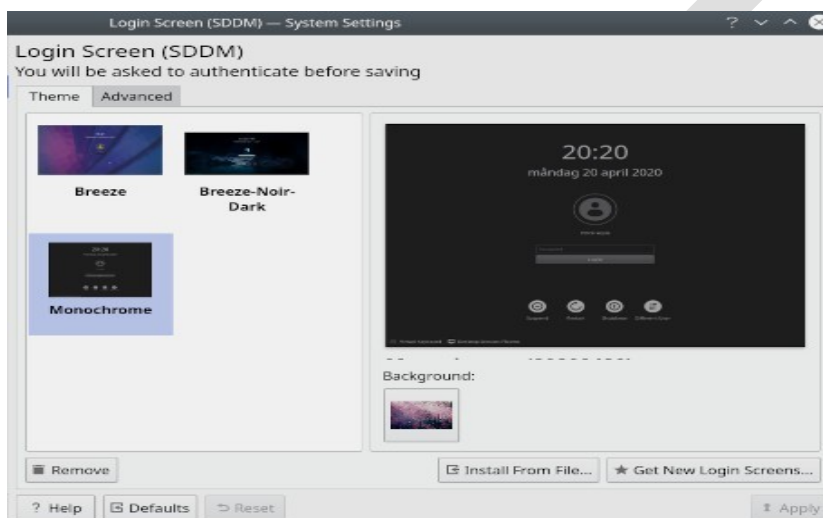 Login Screen (SDDM) — System Settings
Login Screen (SDDM)
You will be asked to authenticate before saving
Theme Advanced
Breeze
Breeze-Noir-
Dark
Monochrome
20:20
måndag 20 april 2020
Background:
Remove
Install From File...
Get New Login Screens...
? Help
Defaults
Reset
Apply